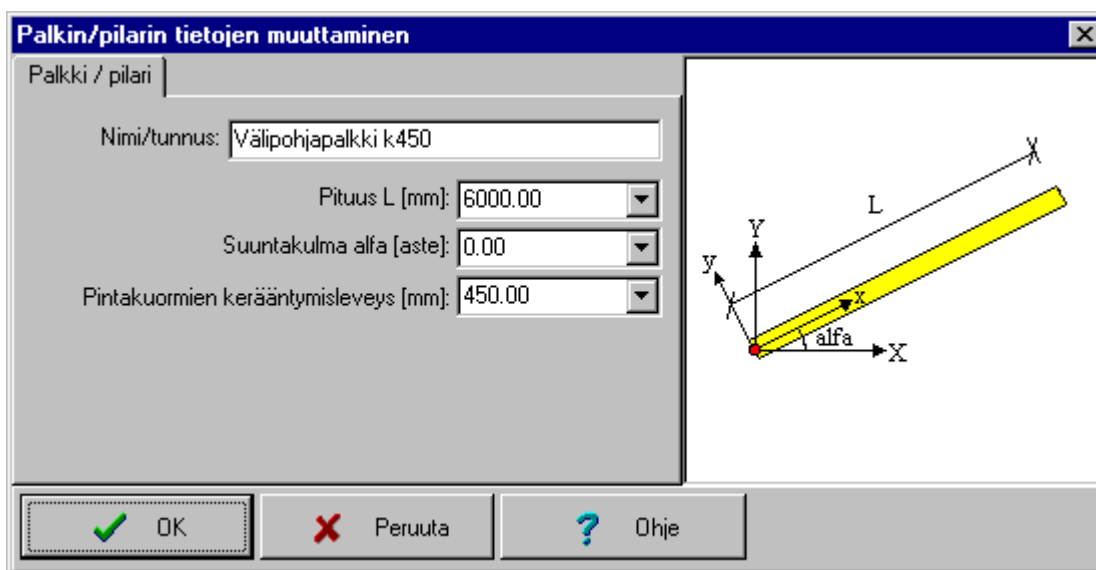 Palkin/pilarin tietojen muuttaminen
Palkki / pilari
Nimi/tunnus: Välipohjapalkki k450
Pituus L [mm]: 6000.00
Suuntakulma alfa [aste]: 0.00
Pintakuormien kerääntymisleveys [mm]: 450.00
L
Y
y
x
alfa
X
OK
Peruuta
? Ohje